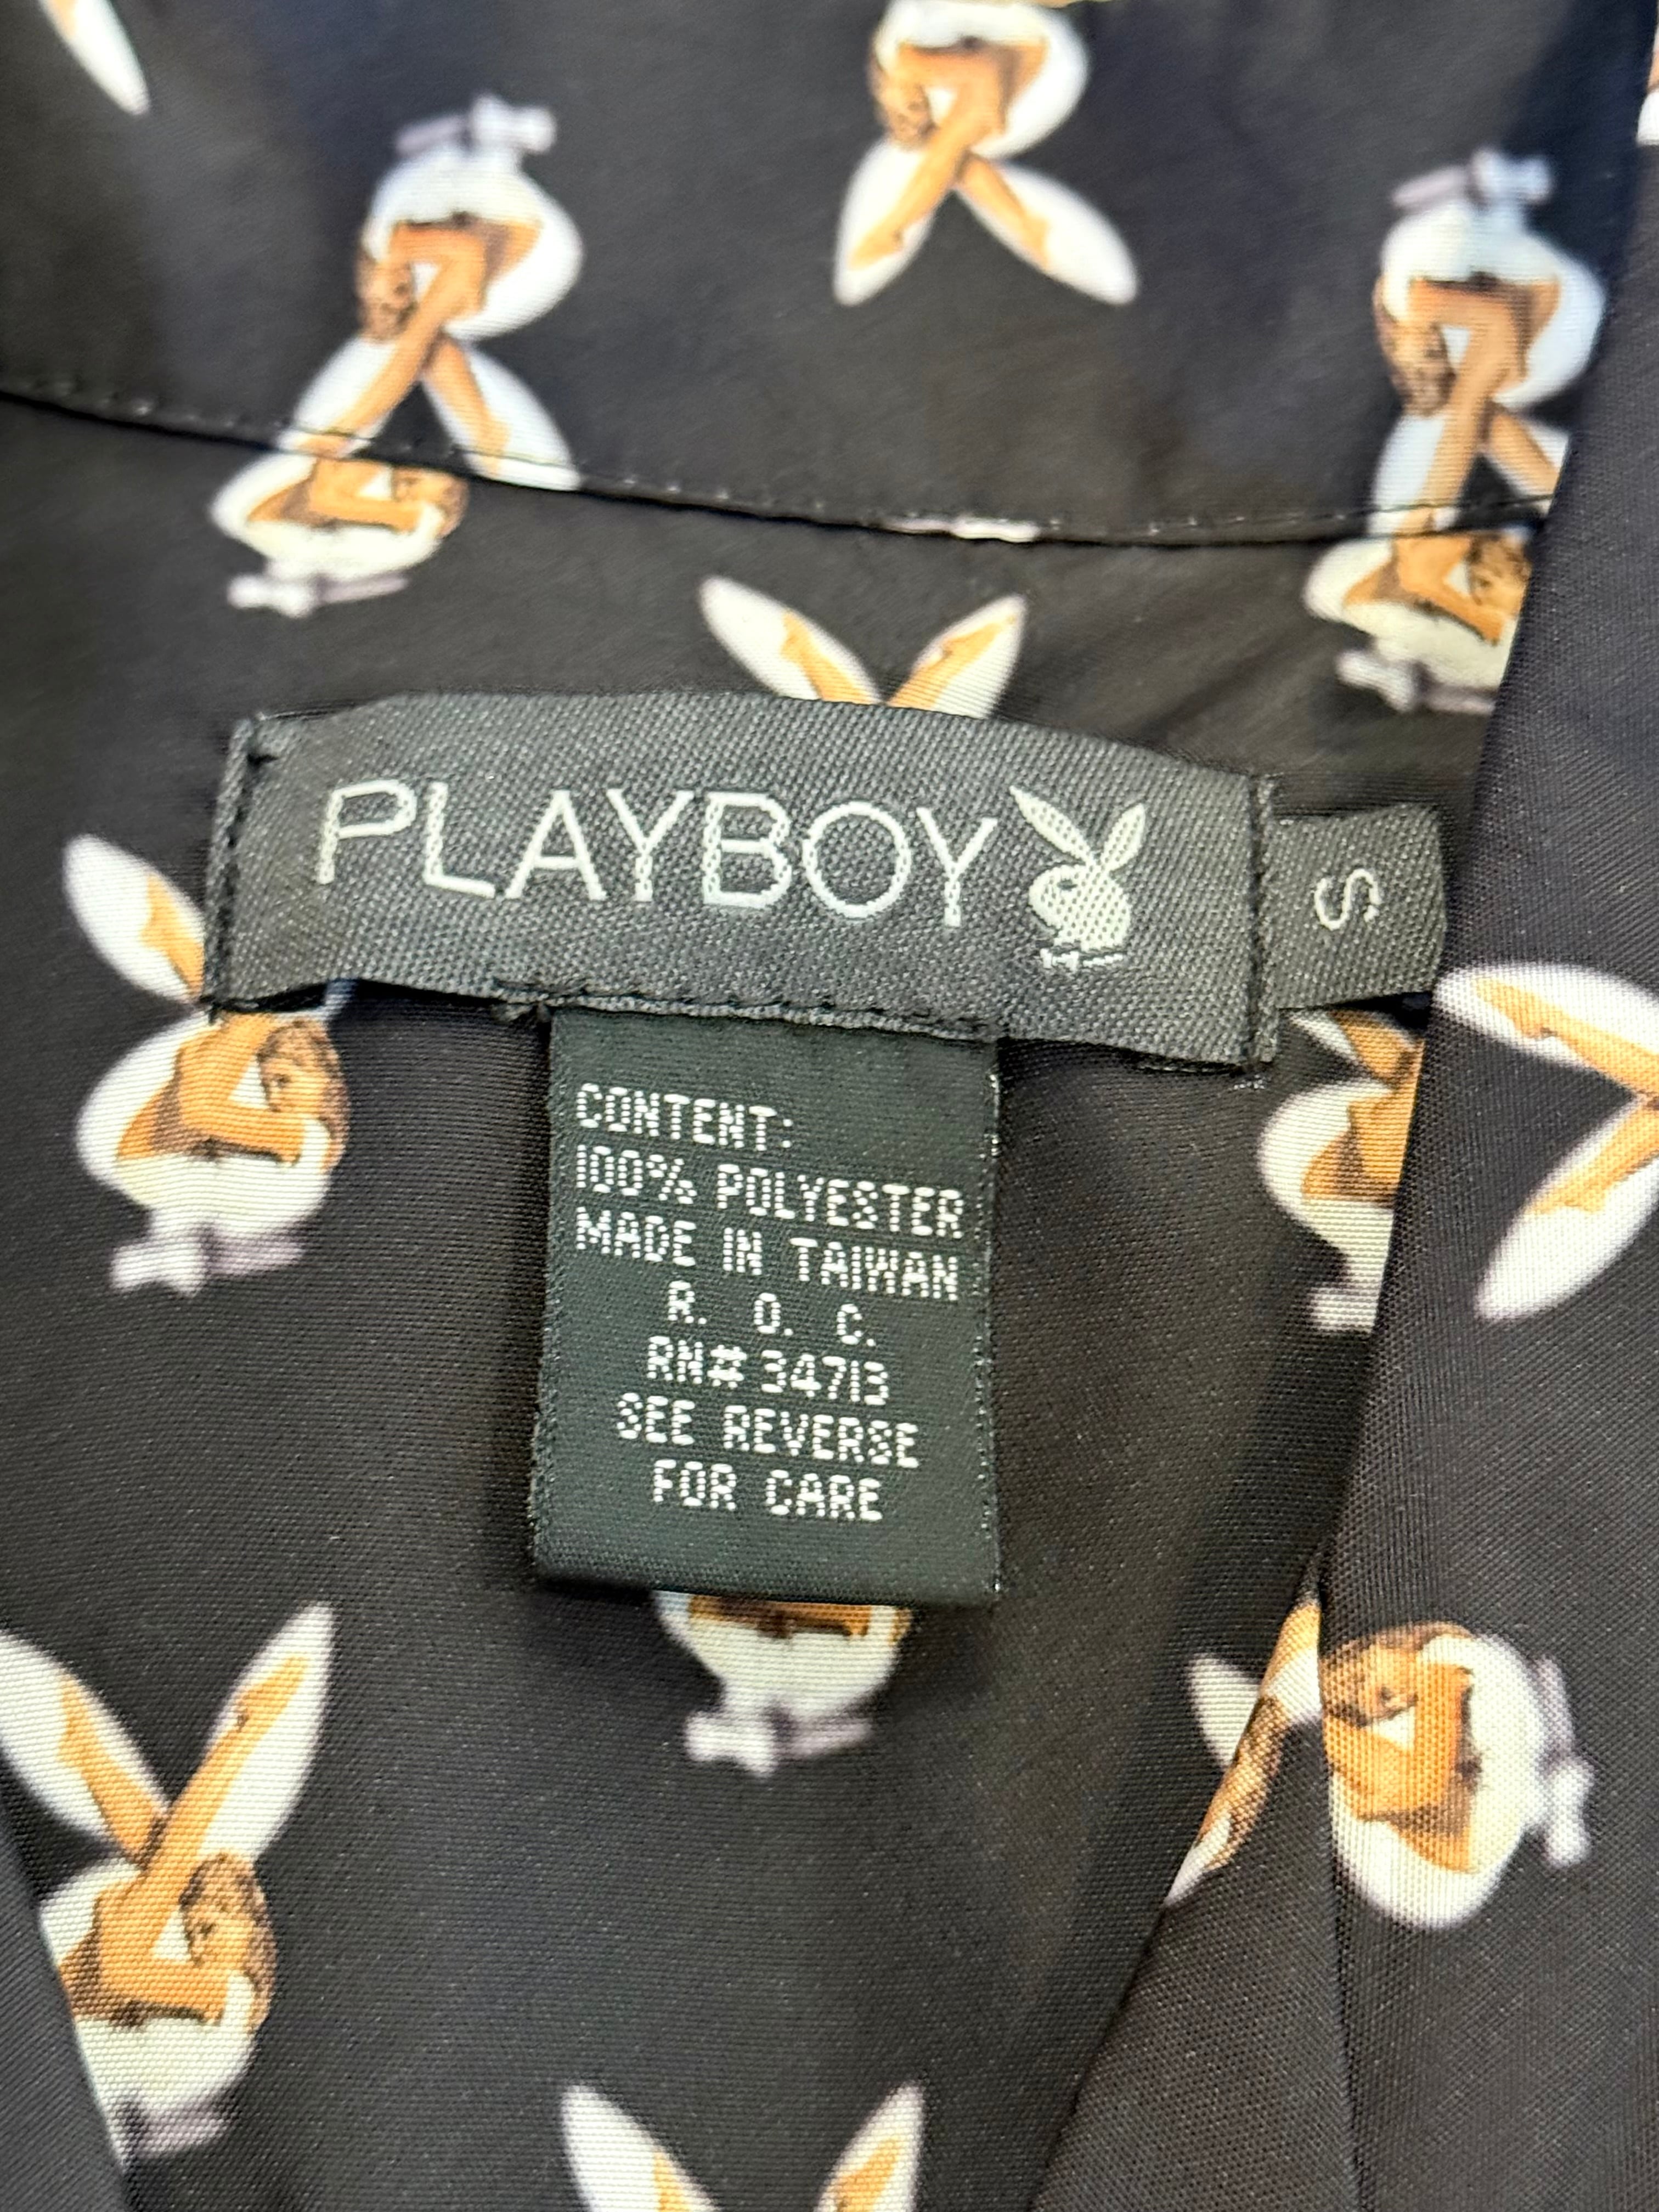 PLAYBOY
S
CONTENT:
100% POLYESTER
MADE IN TAIWAN
R. O. C.
RN# 34713
SEE REVERSE
FOR CARE